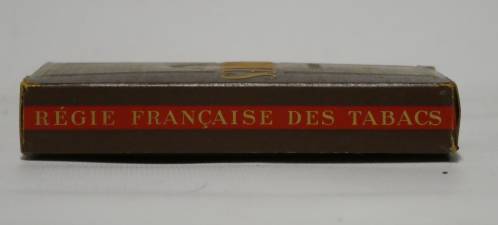 RÉGIE FRANÇAISE DES TABACS